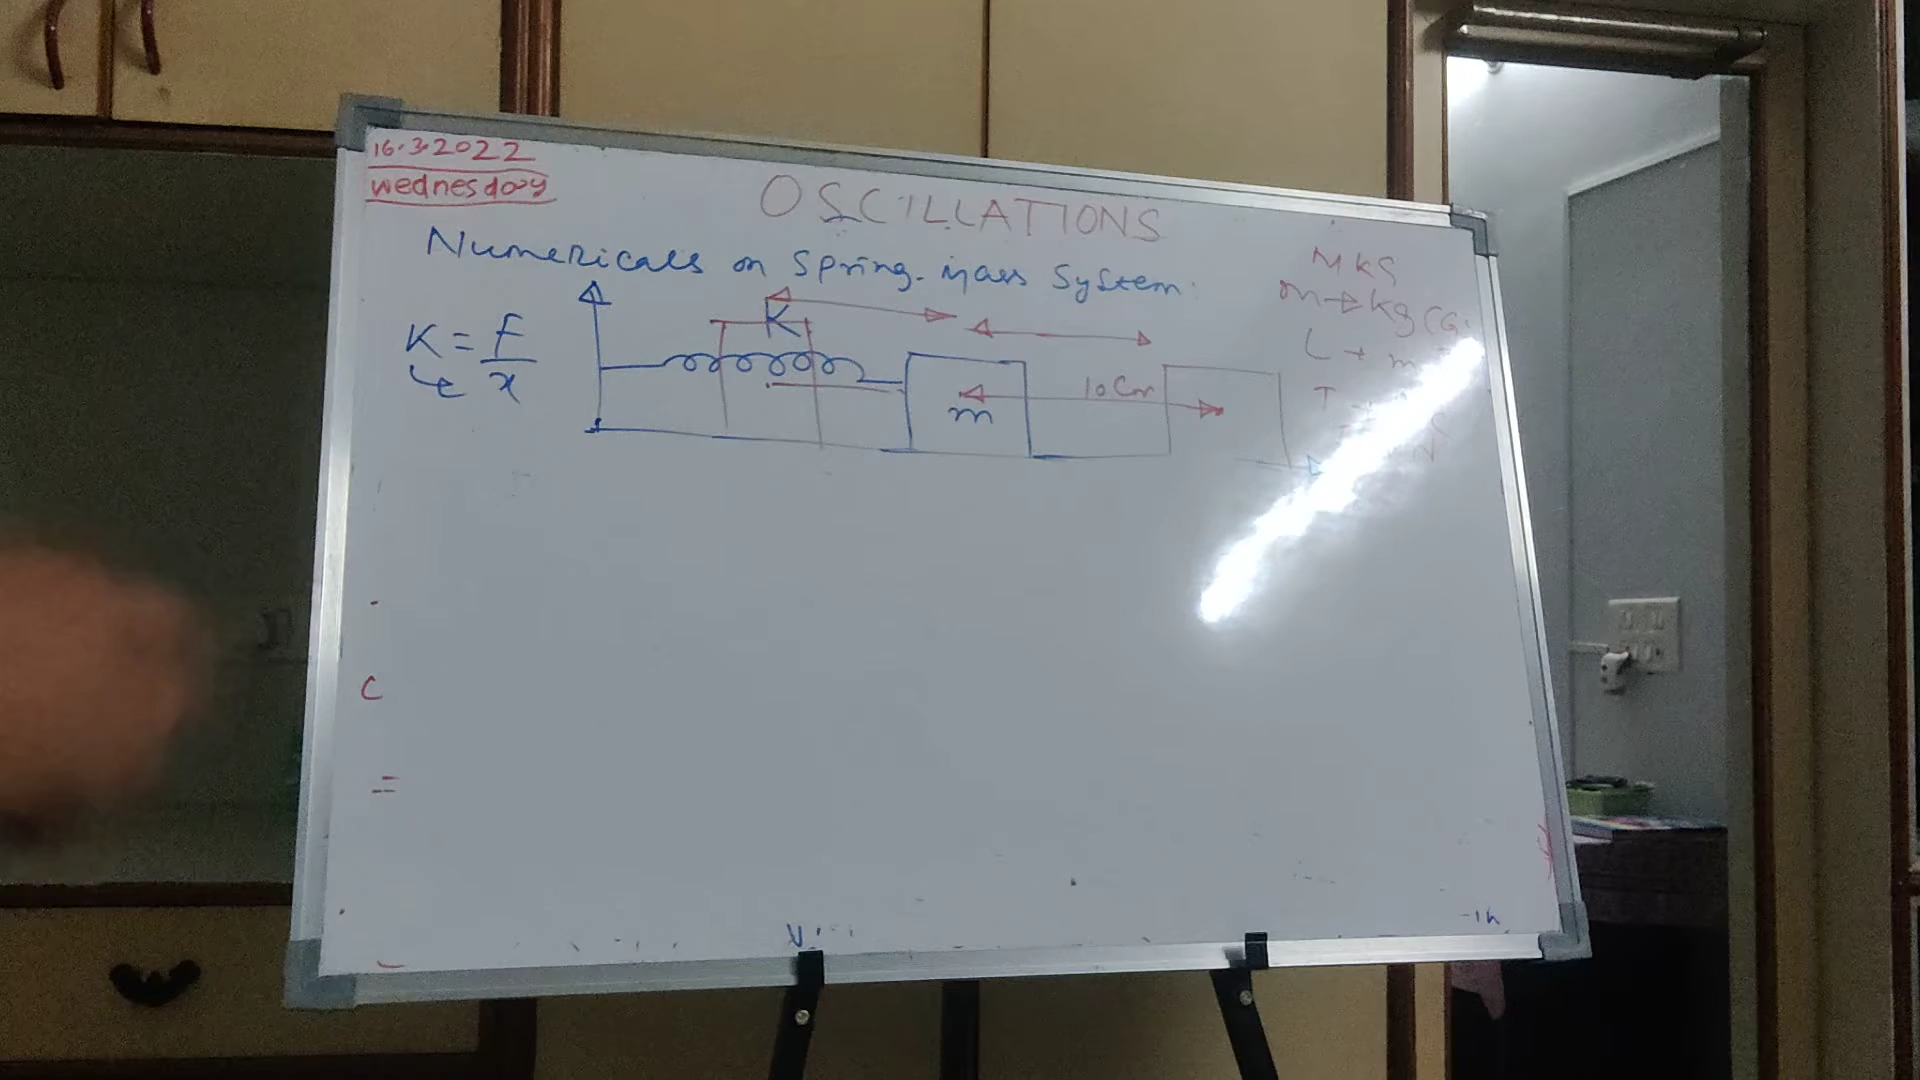 16.3.2022
Wednesday
OSCILLATIONS
Numericals on Spring-mass System:
MKS
m → kg
K = F/x
K
L → m
10 Cm
m
T
N
C
=